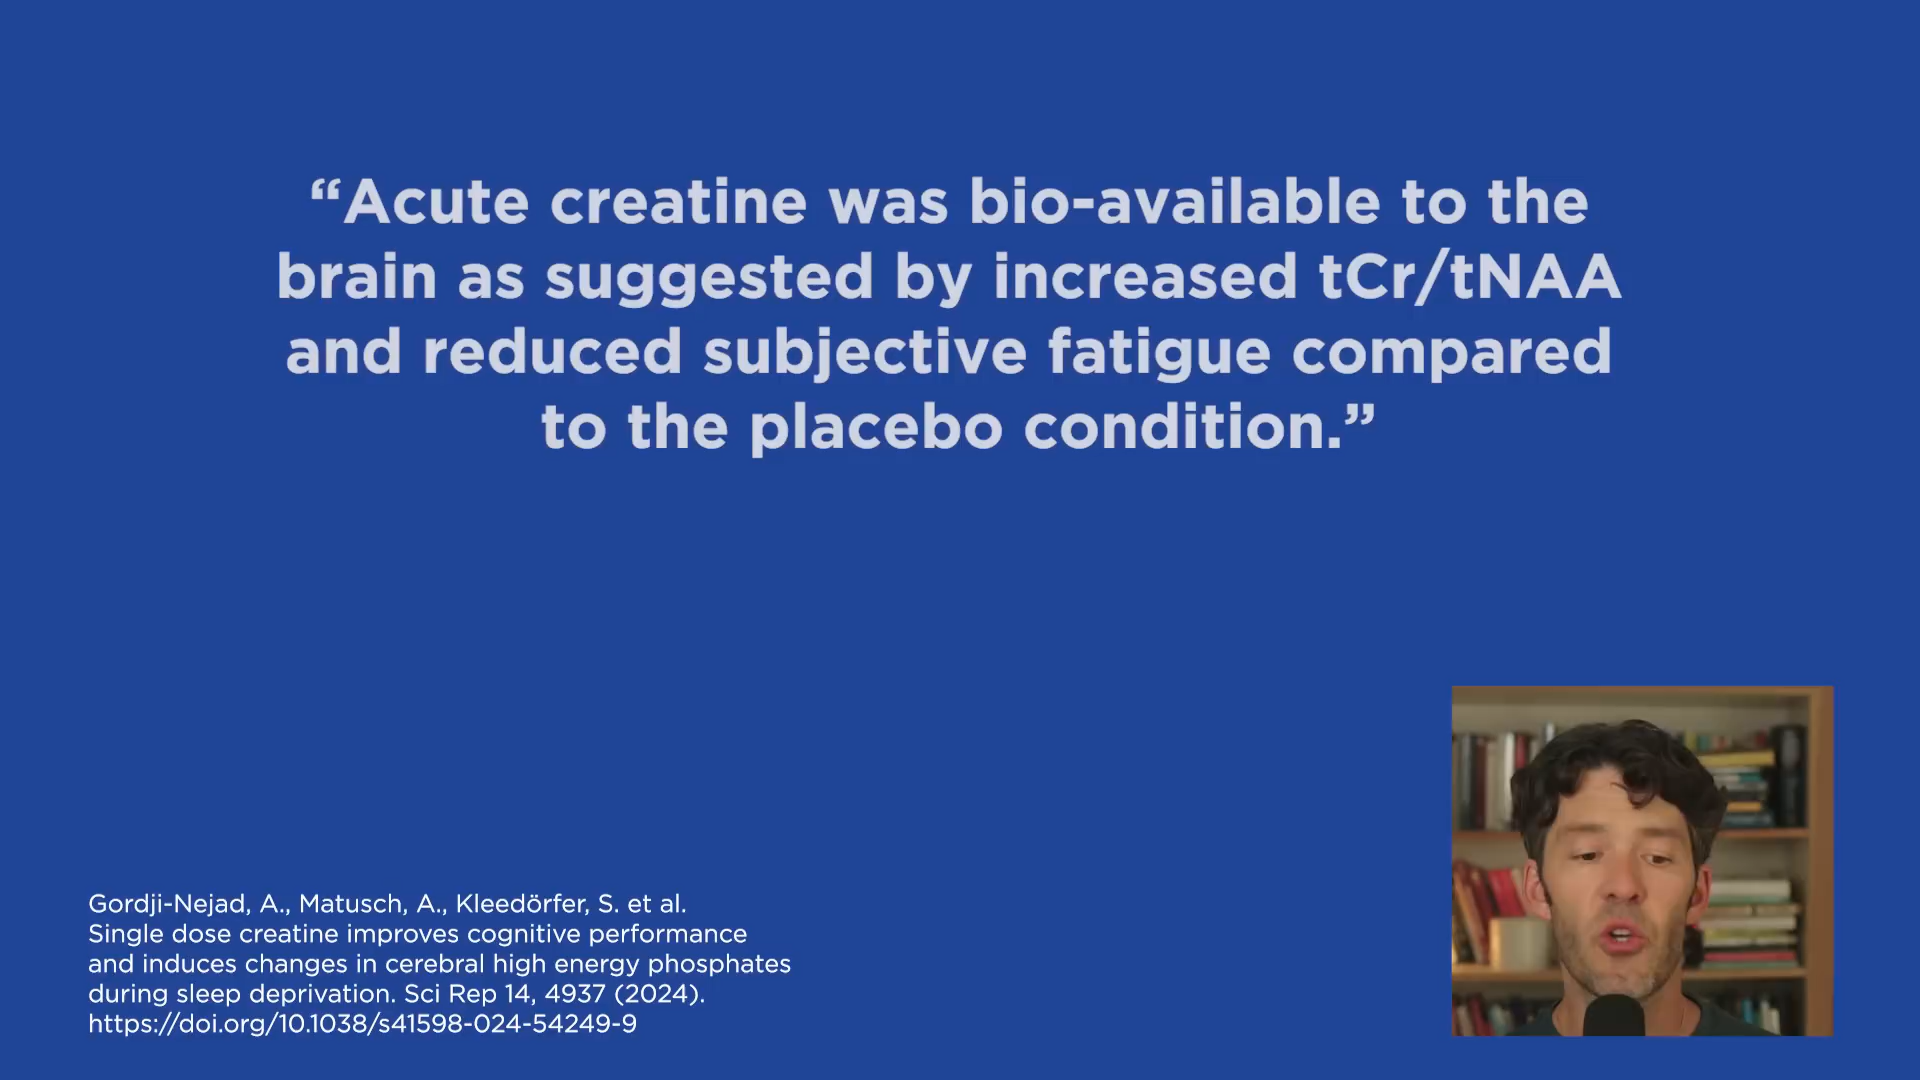 “Acute creatine was bio-available to the
brain as suggested by increased tCr/tNAA
and reduced subjective fatigue compared
to the placebo condition.”
Gordji-Nejad, A., Matusch, A., Kleedörfer, S. et al.
Single dose creatine improves cognitive performance
and induces changes in cerebral high energy phosphates
during sleep deprivation. Sci Rep 14, 4937 (2024).
https://doi.org/10.1038/s41598-024-54249-9